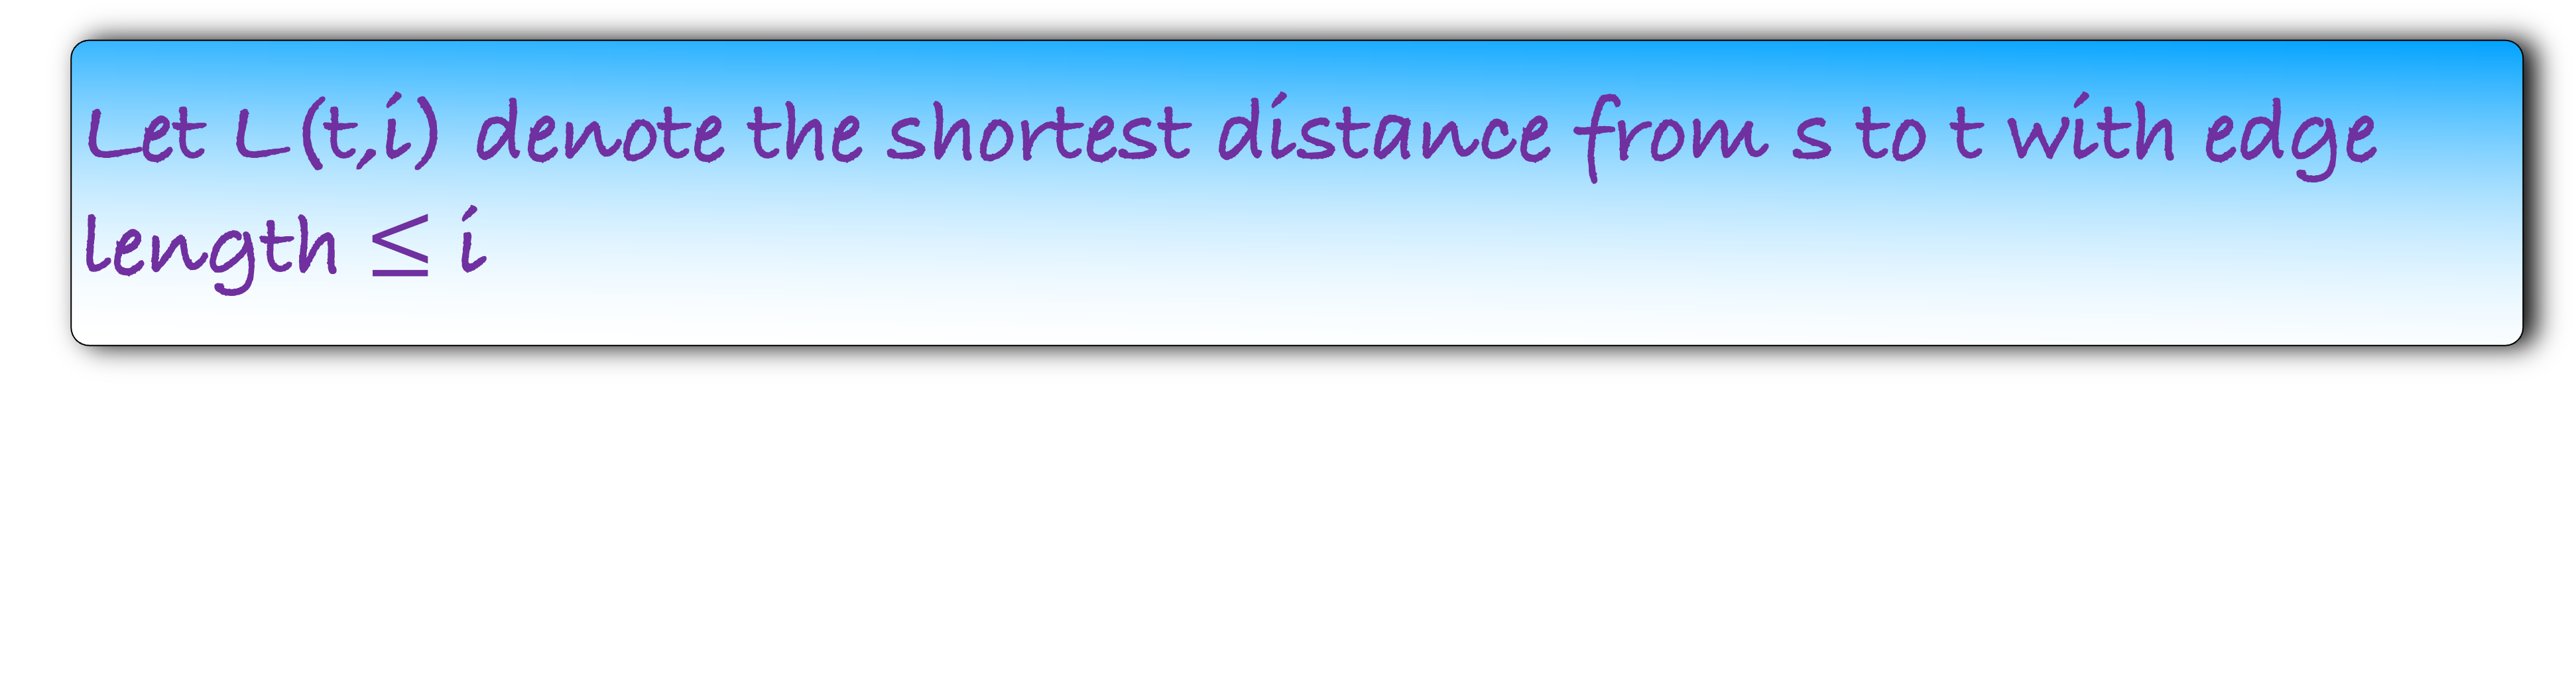 Let L(t,i) denote the shortest distance from s to t with edge
length ≤ i